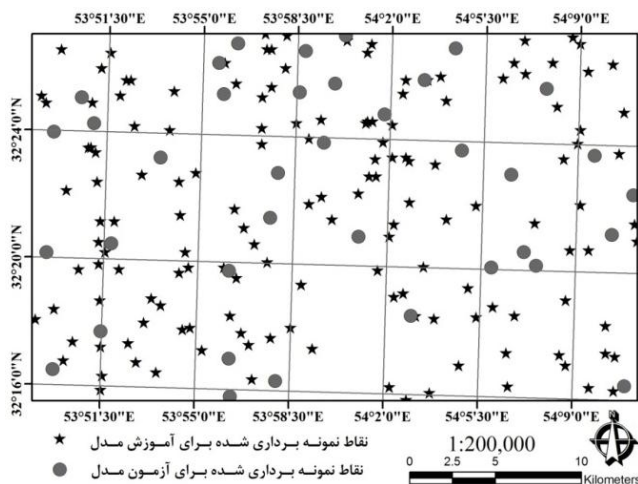 53°51'30"E 53°55'0"E 53°58'30"E 54°2'0"E 54°5'30"E 54°9'0"E
32°24'0"N
32°20'0"N
32°16'0"N
53°51'30"E 53°55'0"E 53°58'30"E 54°2'0"E 54°5'30"E 54°9'0"E
نقاط نمونه برداری شده برای آموزش مدل
نقاط نمونه برداری شده برای آزمون مدل
1:200,000
0 2.5 5 10
Kilometers